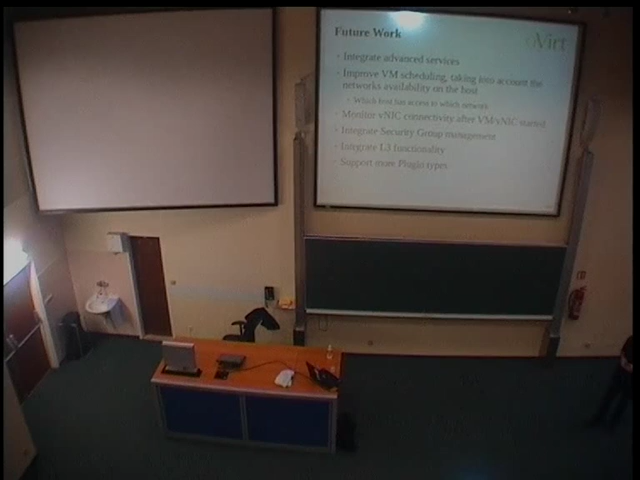 Future Work
oVirt
- Integrate advanced services
- Improve VM scheduling, taking into account the
networks availability on the host
- Which host has access to which network
- Monitor vNIC connectivity after VM/vNIC started
- Integrate Security Group management
- Integrate L3 functionality
- Support more Plugin types